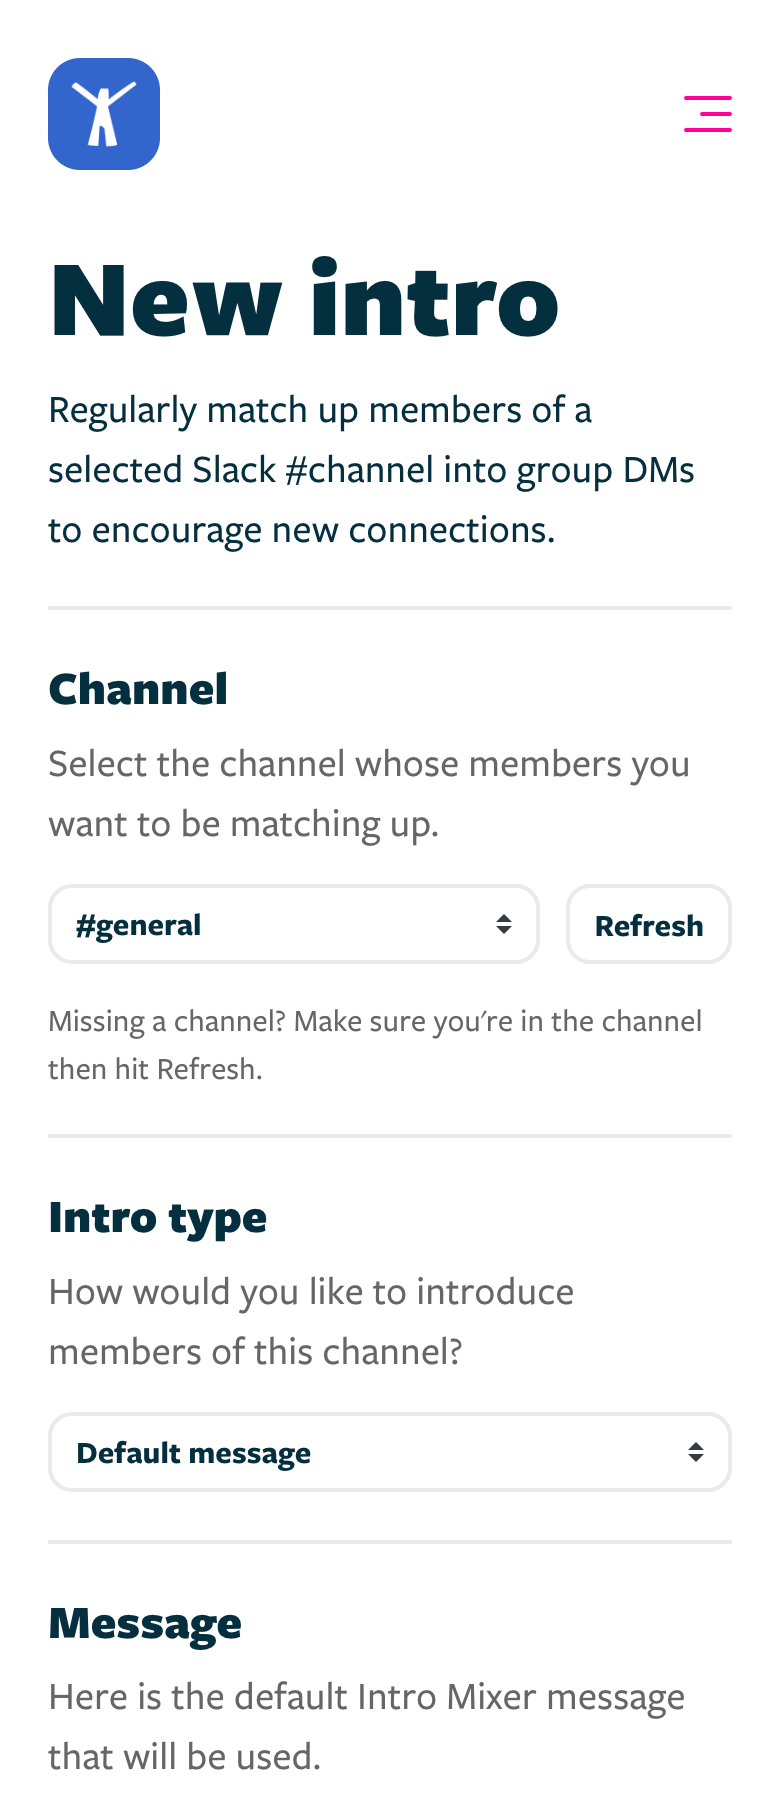 New intro
Regularly match up members of a
selected Slack #channel into group DMs
to encourage new connections.
Channel
Select the channel whose members you
want to be matching up.
#general
Refresh
Missing a channel? Make sure you’re in the channel
then hit Refresh.
Intro type
How would you like to introduce
members of this channel?
Default message
Message
Here is the default Intro Mixer message
that will be used.